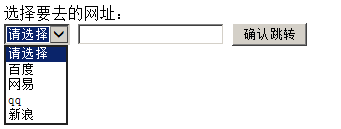 选择要去的网址：
请选择 确认跳转
请选择
百度
网易
qq
新浪